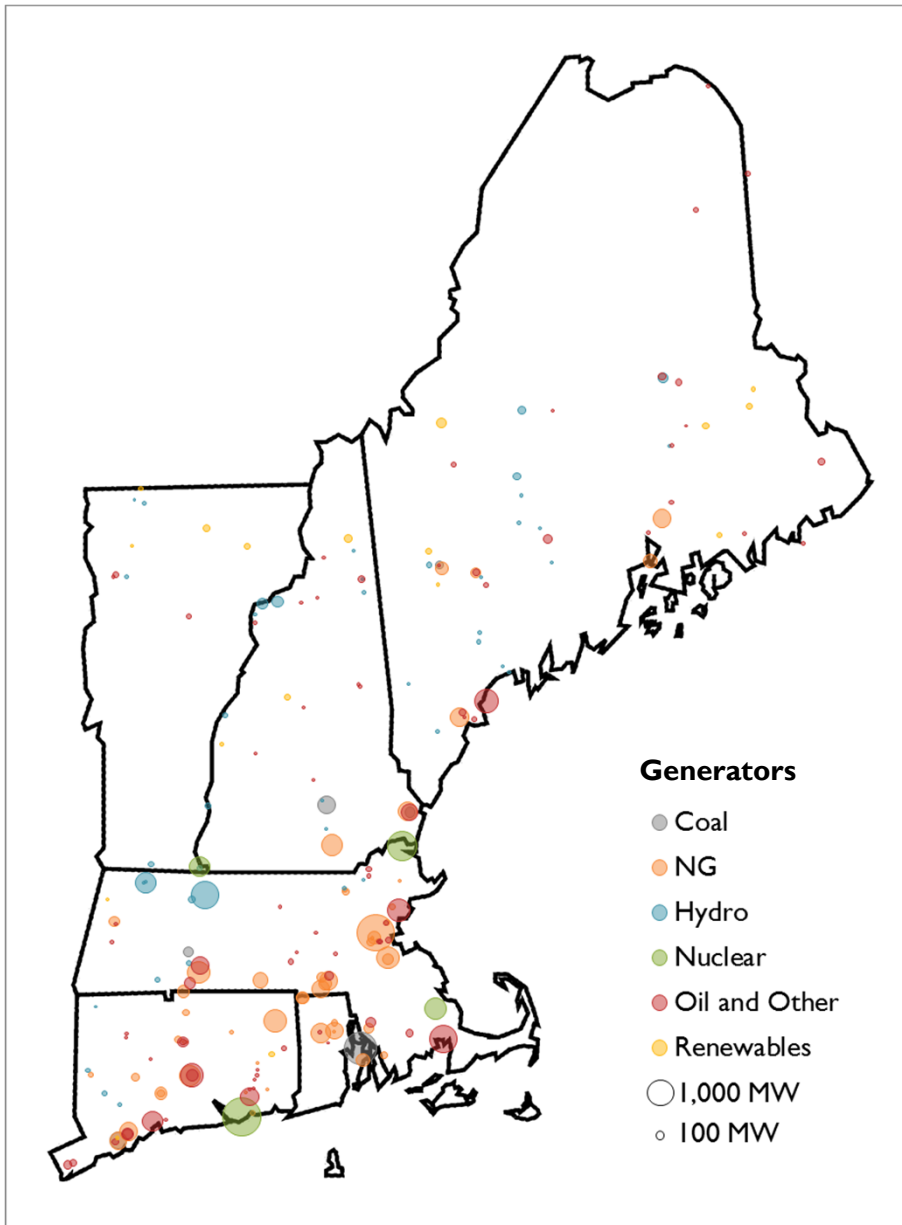 Generators
Coal
NG
Hydro
Nuclear
Oil and Other
Renewables
1,000 MW
100 MW